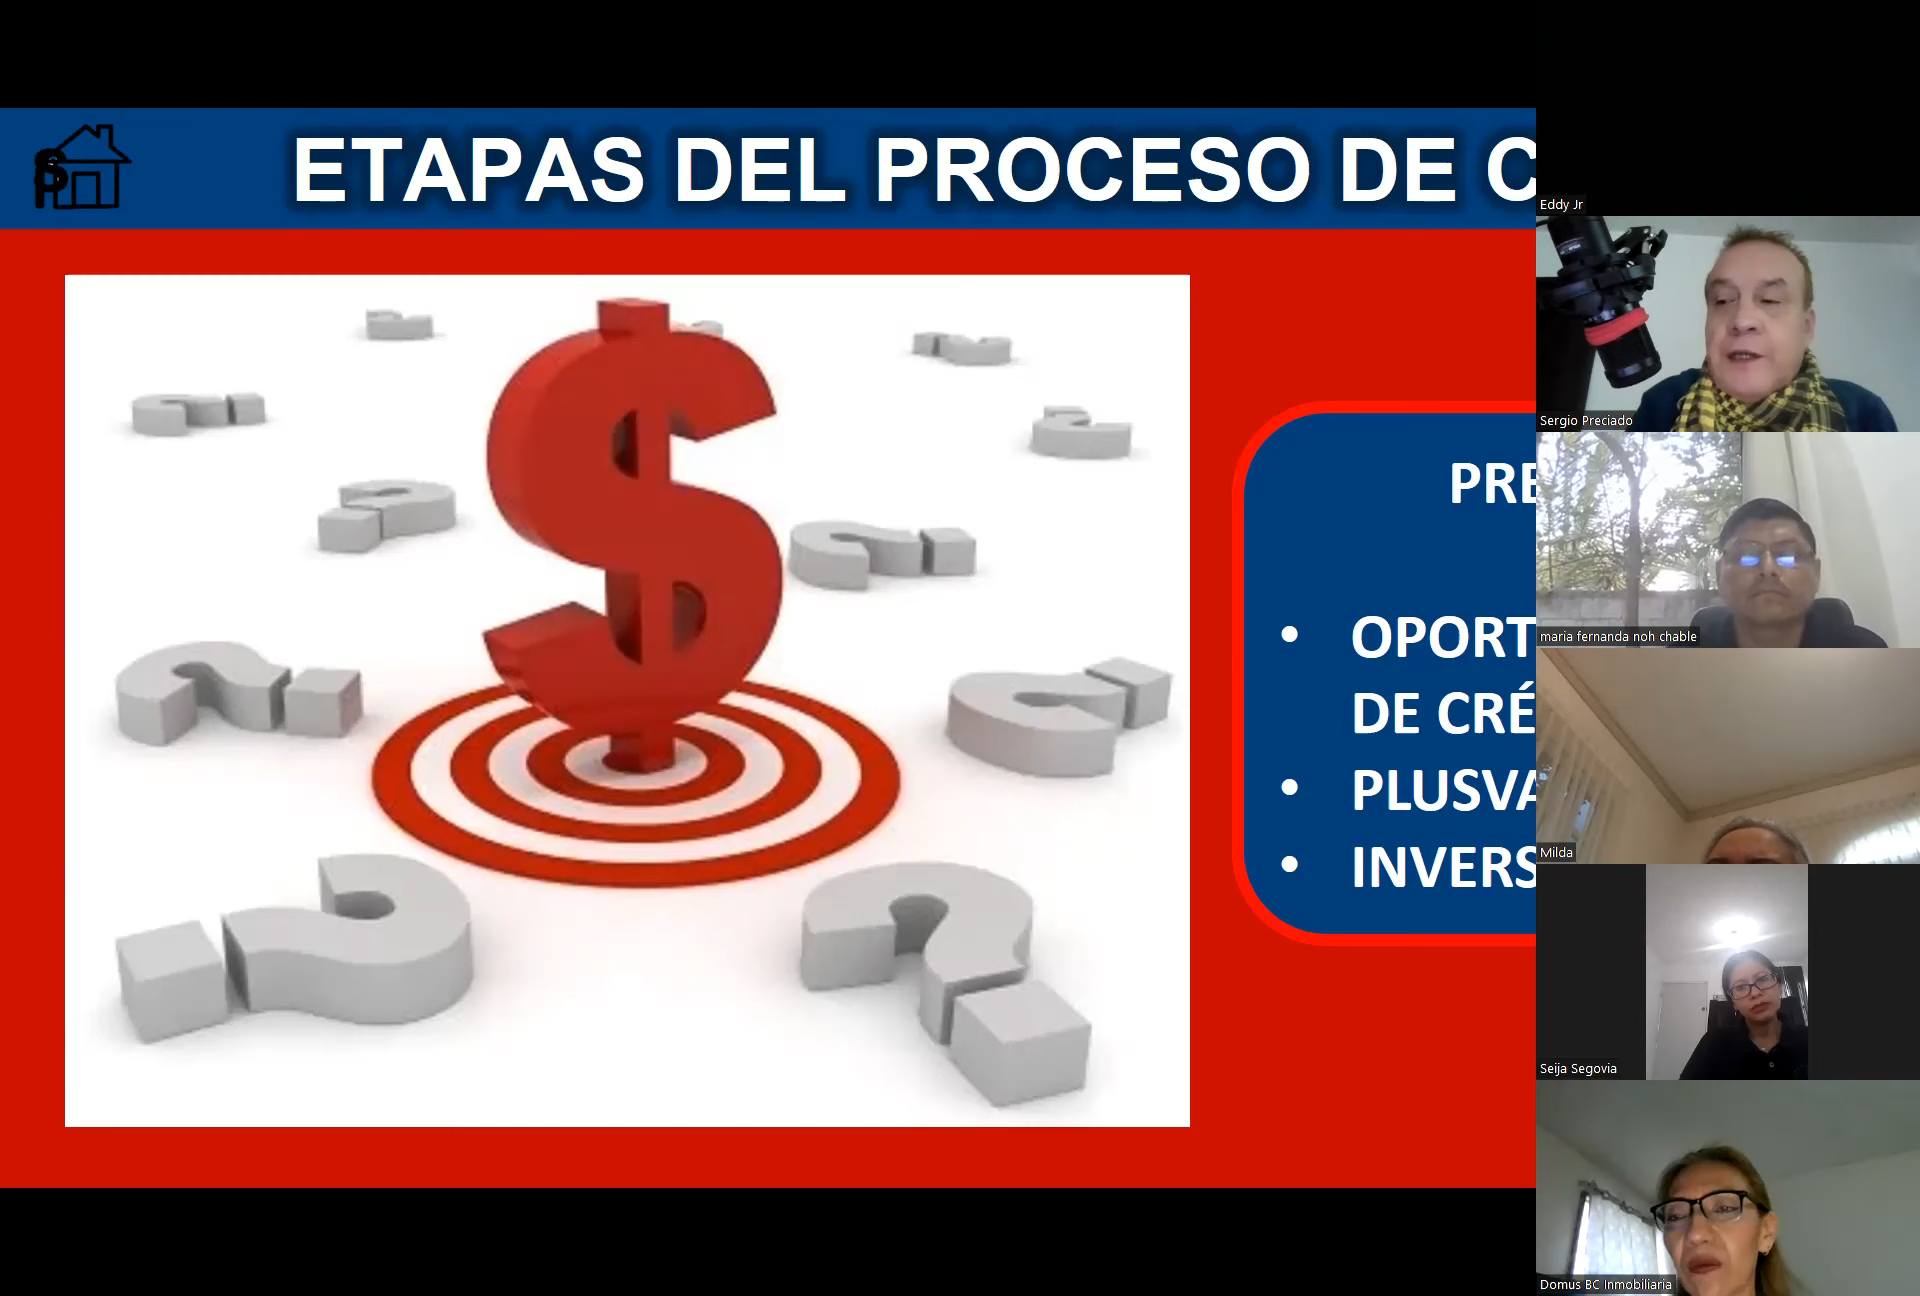 ETAPAS DEL PROCESO DE C
PRE
• OPORT
DE CRÉ
• PLUSVA
• INVERS
Eddy Jr
Sergio Preciado
maria fernanda noh chable
Milda
Seija Segovia
Domus BC Inmobiliaria